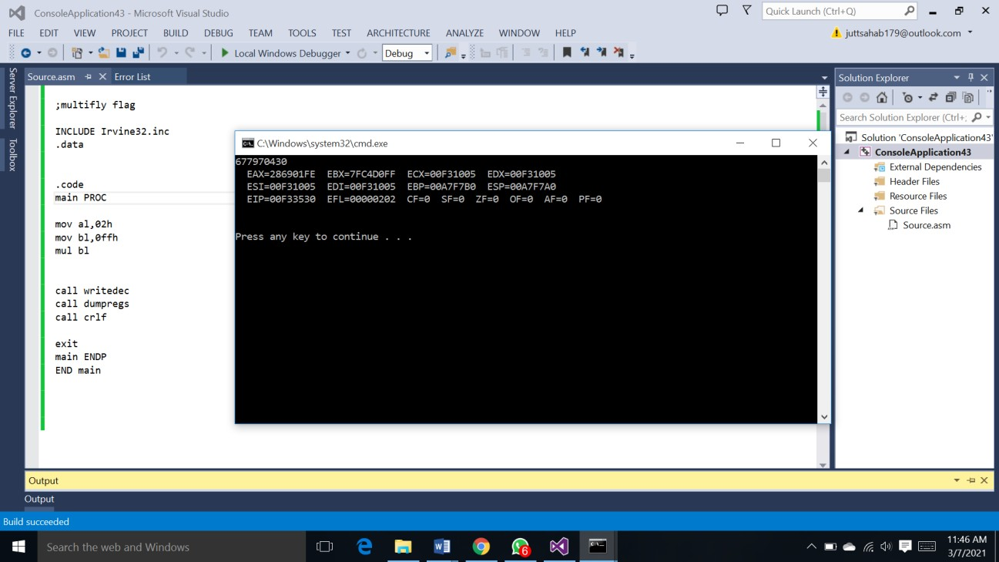 ConsoleApplication43 - Microsoft Visual Studio
Quick Launch (Ctrl+Q)
FILE EDIT VIEW PROJECT BUILD DEBUG TEAM TOOLS TEST ARCHITECTURE ANALYZE WINDOW HELP
juttsahab179@outlook.com
Local Windows Debugger
Debug
Server Explorer
Toolbox
Source.asm
Error List
;multifly flag
INCLUDE Irvine32.inc
.data
.code
main PROC
mov al,02h
mov bl,0ffh
mul bl
call writedec
call dumpregs
call crlf
exit
main ENDP
END main
C:\Windows\system32\cmd.exe
677970430
EAX=286901FE EBX=7FC4D0FF ECX=00F31005 EDX=00F31005
ESI=00F31005 EDI=00F31005 EBP=00A7F7B0 ESP=00A7F7A0
EIP=00F33530 EFL=00000202 CF=0 SF=0 ZF=0 OF=0 AF=0 PF=0
Press any key to continue . . .
Solution Explorer
Search Solution Explorer (Ctrl+;
Solution 'ConsoleApplication43'
ConsoleApplication43
External Dependencies
Header Files
Resource Files
Source Files
Source.asm
Output
Output
Build succeeded
Search the web and Windows
6
11:46 AM
3/7/2021